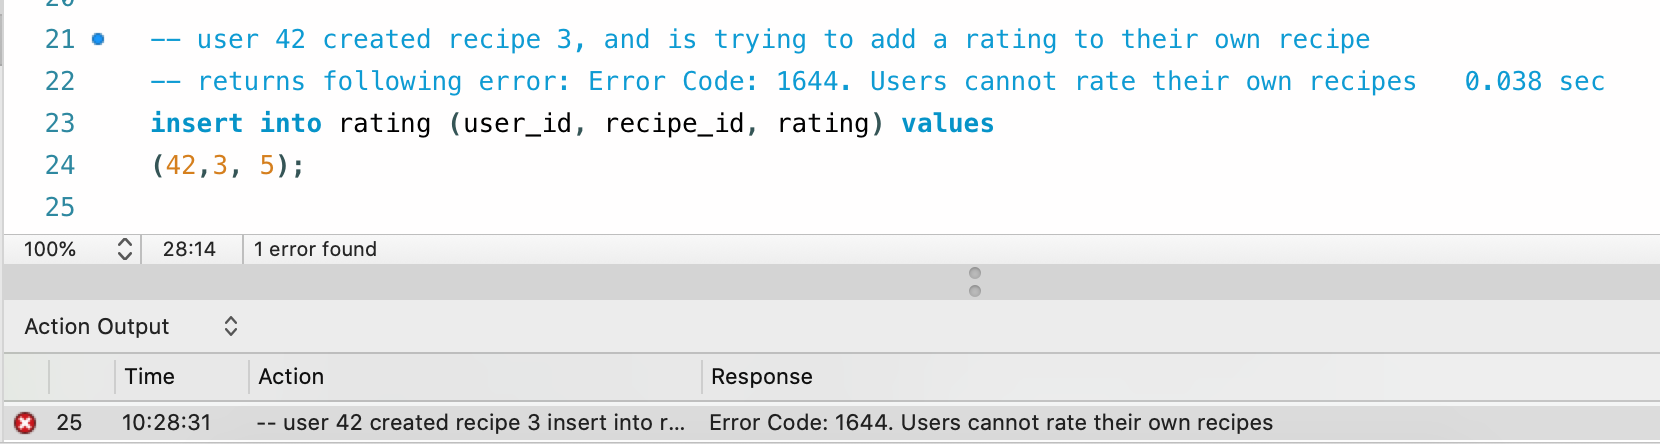 21 -- user 42 created recipe 3, and is trying to add a rating to their own recipe
22 -- returns following error: Error Code: 1644. Users cannot rate their own recipes 0.038 sec
23 insert into rating (user_id, recipe_id, rating) values
24 (42,3, 5);
25
100% 28:14 1 error found
Action Output
Time Action Response
25 10:28:31 -- user 42 created recipe 3 insert into r... Error Code: 1644. Users cannot rate their own recipes